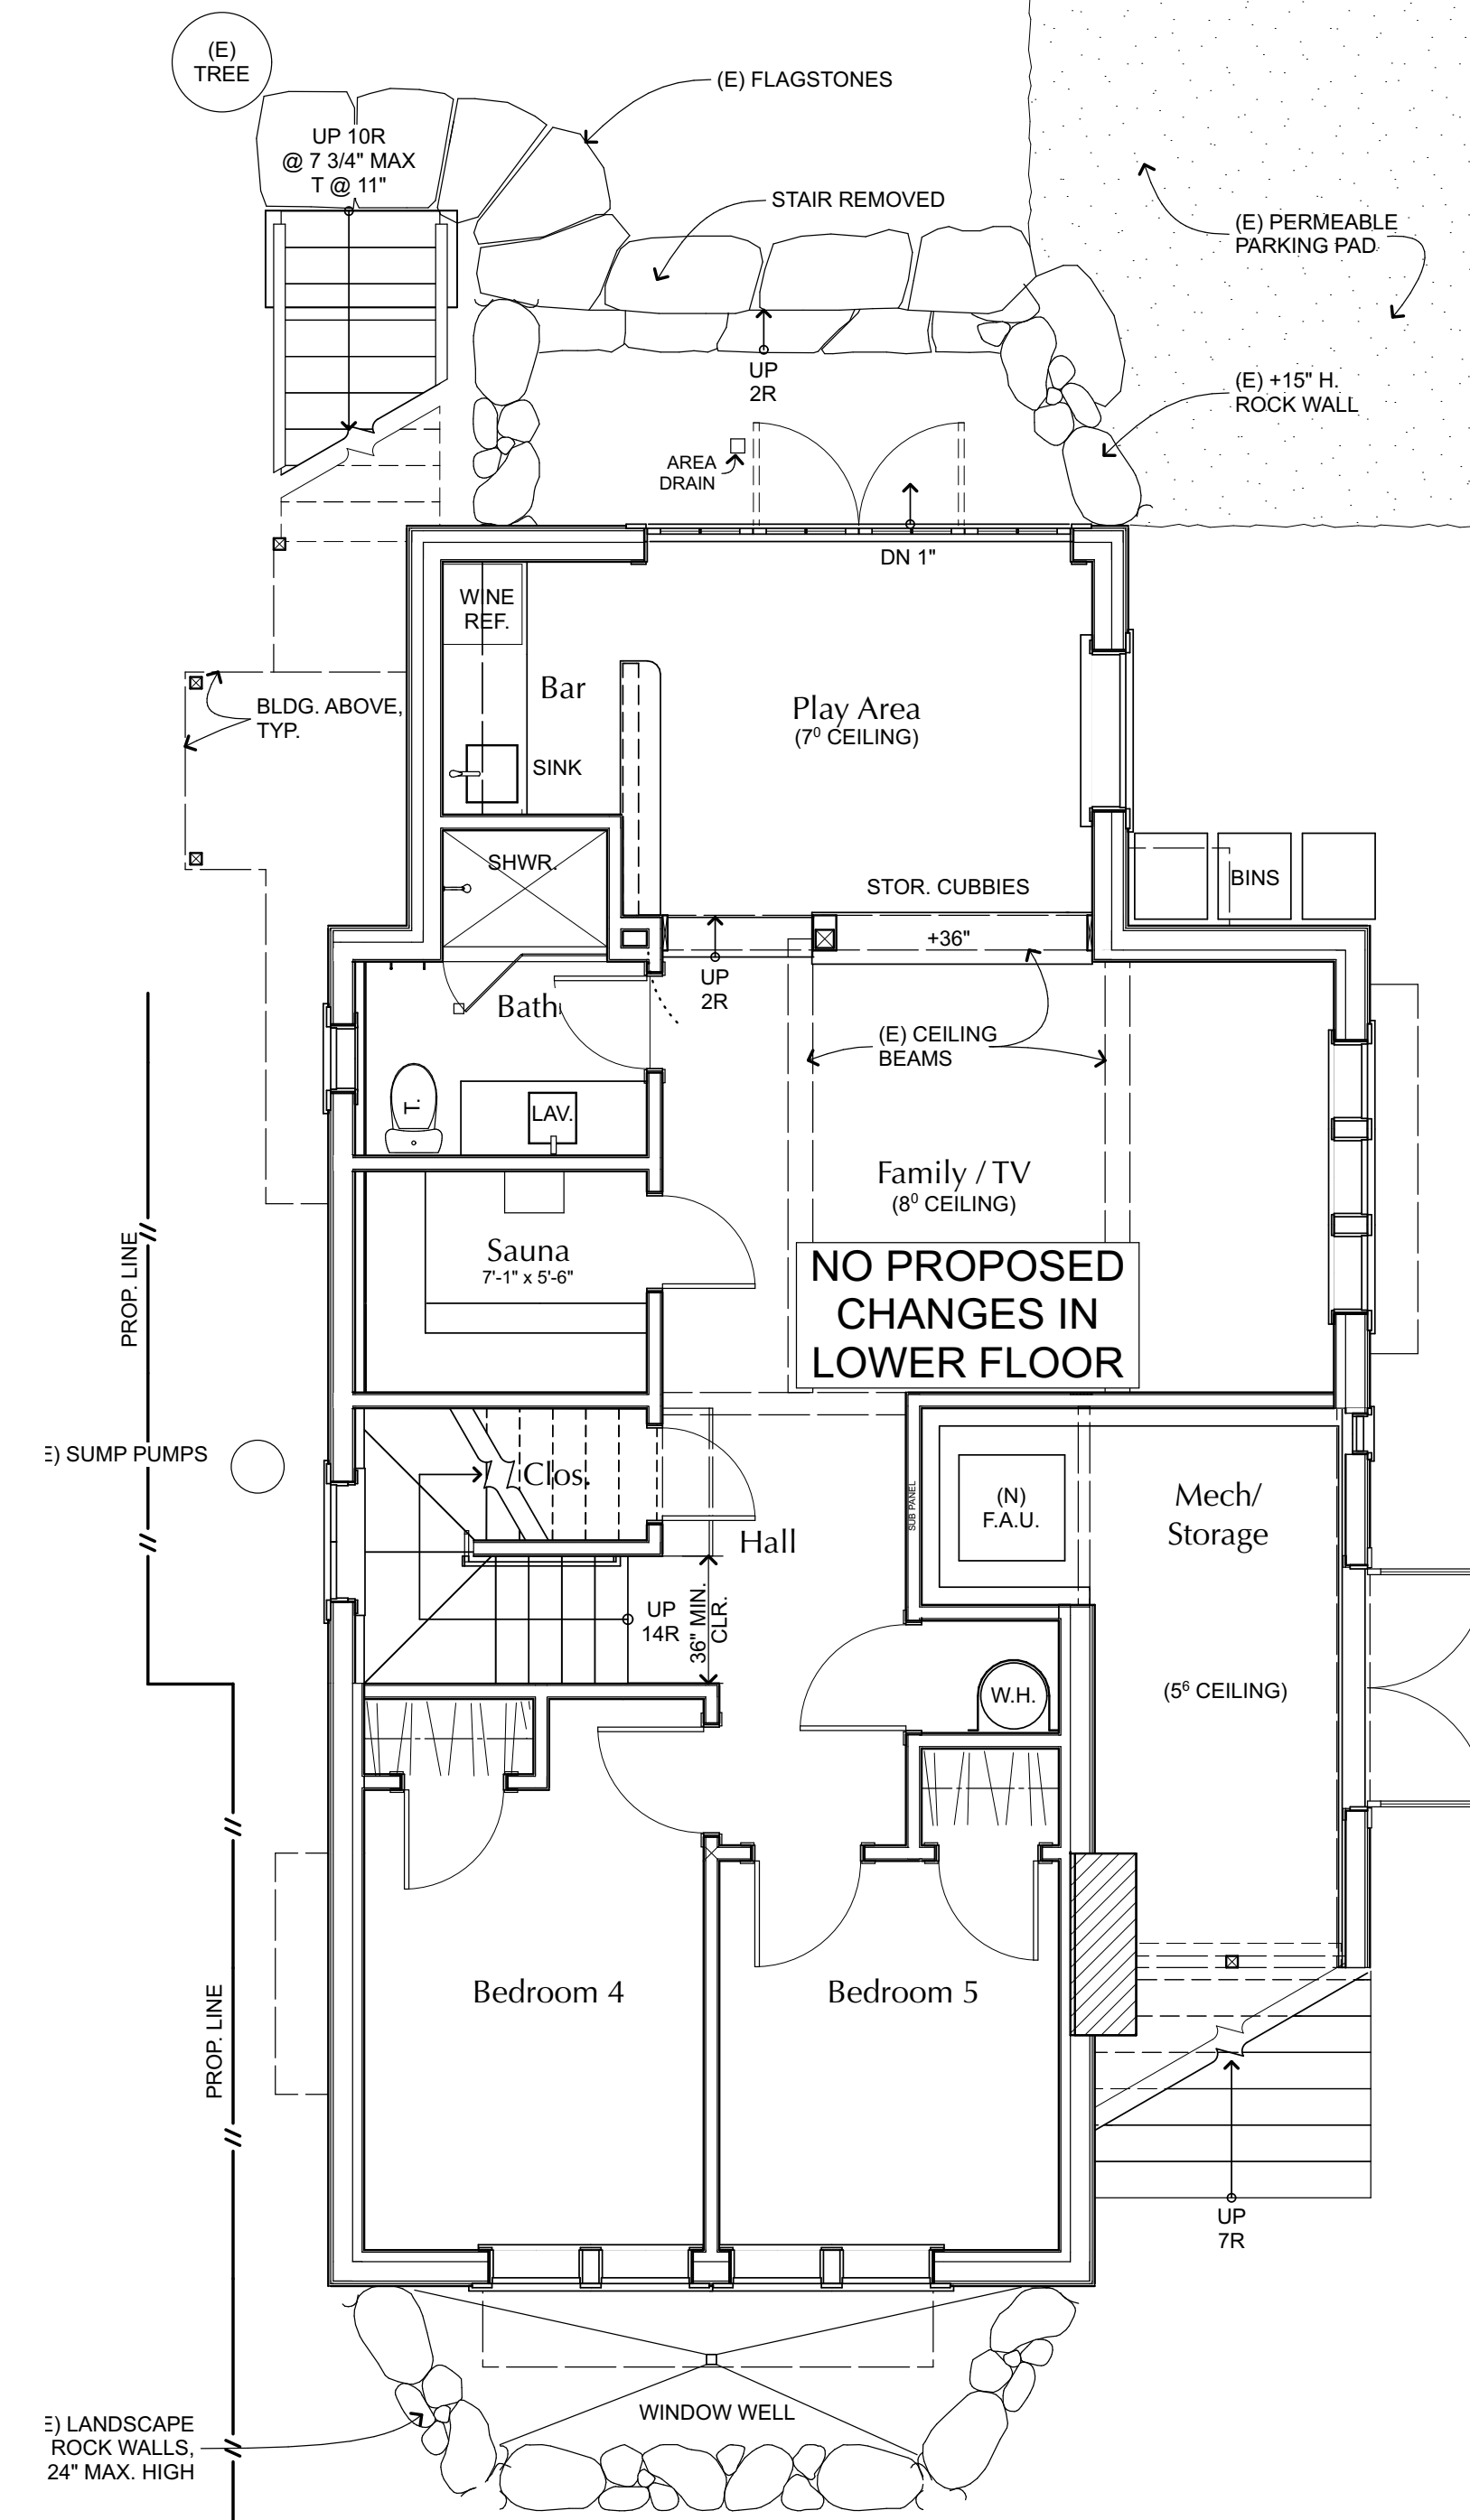 (E)
TREE
(E) FLAGSTONES
UP 10R
@ 7 3/4" MAX
T @ 11"
STAIR REMOVED
(E) PERMEABLE
PARKING PAD
UP
2R
(E) +15" H.
ROCK WALL
AREA
DRAIN
DN 1"
WINE
REF.
Bar
BLDG. ABOVE,
TYP.
Play Area
(7⁰ CEILING)
SINK
SHWR.
STOR. CUBBIES
BINS
+36"
UP
2R
Bath
(E) CEILING
BEAMS
T.
LAV.
Family / TV
(8⁰ CEILING)
PROP. LINE
Sauna
7'-1" x 5'-6"
NO PROPOSED
CHANGES IN
LOWER FLOOR
E) SUMP PUMPS
Clos.
SUB PANEL
(N)
F.A.U.
Mech/
Storage
Hall
UP
14R
36" MIN.
CLR.
W.H.
(5⁶ CEILING)
PROP. LINE
Bedroom 4
Bedroom 5
UP
7R
WINDOW WELL
E) LANDSCAPE
ROCK WALLS,
24" MAX. HIGH